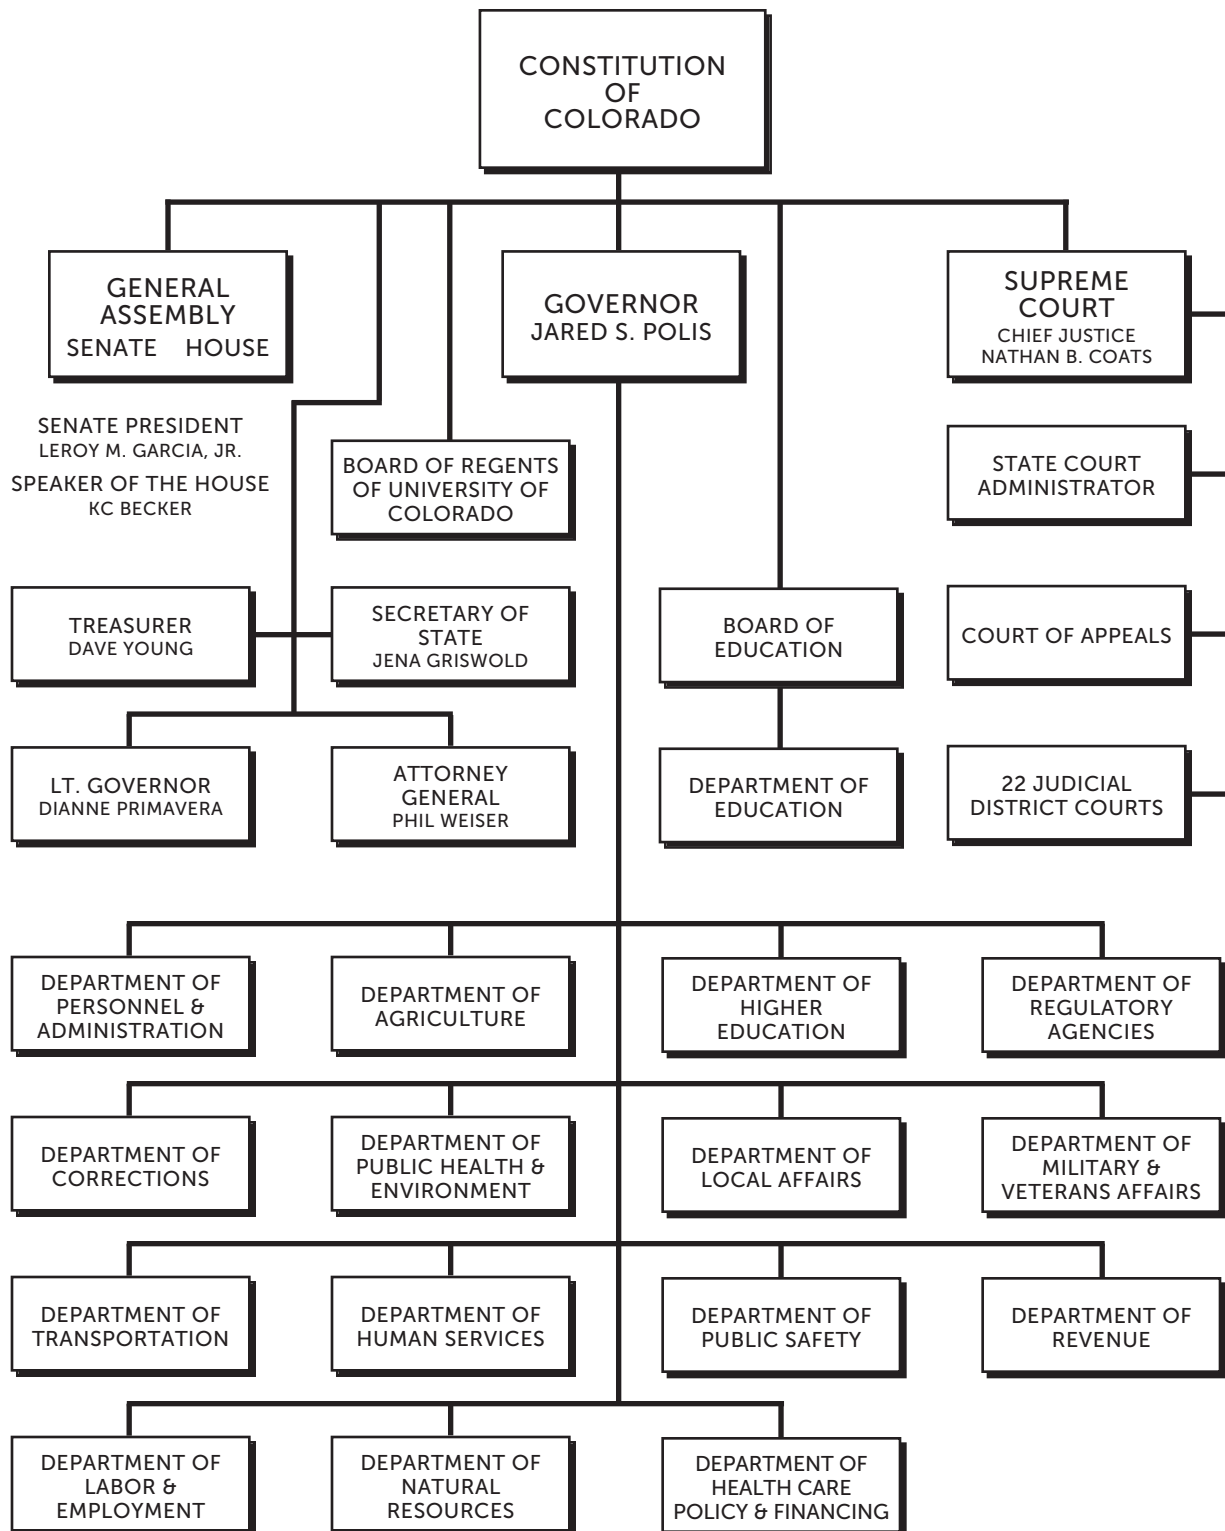 CONSTITUTION
OF
COLORADO
GENERAL
ASSEMBLY
SENATE HOUSE
GOVERNOR
JARED S. POLIS
SUPREME
COURT
CHIEF JUSTICE
NATHAN B. COATS
SENATE PRESIDENT
LEROY M. GARCIA, JR.
SPEAKER OF THE HOUSE
KC BECKER
BOARD OF REGENTS
OF UNIVERSITY OF
COLORADO
STATE COURT
ADMINISTRATOR
TREASURER
DAVE YOUNG
SECRETARY OF
STATE
JENA GRISWOLD
BOARD OF
EDUCATION
COURT OF APPEALS
LT. GOVERNOR
DIANNE PRIMAVERA
ATTORNEY
GENERAL
PHIL WEISER
DEPARTMENT OF
EDUCATION
22 JUDICIAL
DISTRICT COURTS
DEPARTMENT OF
PERSONNEL &
ADMINISTRATION
DEPARTMENT OF
AGRICULTURE
DEPARTMENT OF
HIGHER
EDUCATION
DEPARTMENT OF
REGULATORY
AGENCIES
DEPARTMENT OF
CORRECTIONS
DEPARTMENT OF
PUBLIC HEALTH &
ENVIRONMENT
DEPARTMENT OF
LOCAL AFFAIRS
DEPARTMENT OF
MILITARY &
VETERANS AFFAIRS
DEPARTMENT OF
TRANSPORTATION
DEPARTMENT OF
HUMAN SERVICES
DEPARTMENT OF
PUBLIC SAFETY
DEPARTMENT OF
REVENUE
DEPARTMENT OF
LABOR &
EMPLOYMENT
DEPARTMENT OF
NATURAL
RESOURCES
DEPARTMENT OF
HEALTH CARE
POLICY & FINANCING